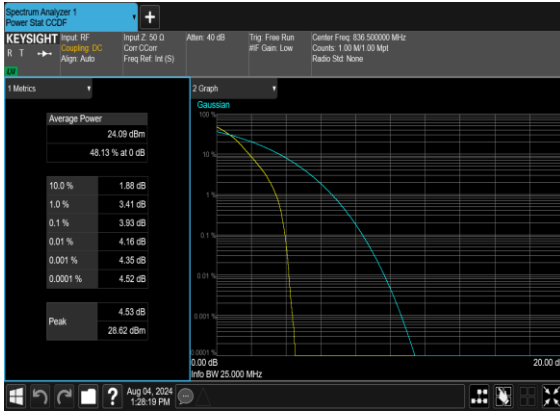 Spectrum Analyzer 1
Power Stat CCDF
KEYSIGHT
R T
Input: RF
Coupling: DC
Align: Auto
Input Z: 50 Ω
Corr CCorr
Freq Ref: Int (S)
Atten: 40 dB
Trig: Free Run
#IF Gain: Low
Center Freq: 836.500000 MHz
Counts: 1.00 M/1.00 Mpt
Radio Std: None
1 Metrics
Average Power
24.09 dBm
48.13 % at 0 dB
10.0 % 1.88 dB
1.0 % 3.41 dB
0.1 % 3.93 dB
0.01 % 4.16 dB
0.001 % 4.35 dB
0.0001 % 4.52 dB
Peak
4.53 dB
28.62 dBm
2 Graph
Gaussian
100 %
10 %
1 %
0.1 %
0.01 %
0.001 %
0.0001 %
0.00 dB
20.00 d
Info BW 25.000 MHz
?
Aug 04, 2024
1:28:19 PM